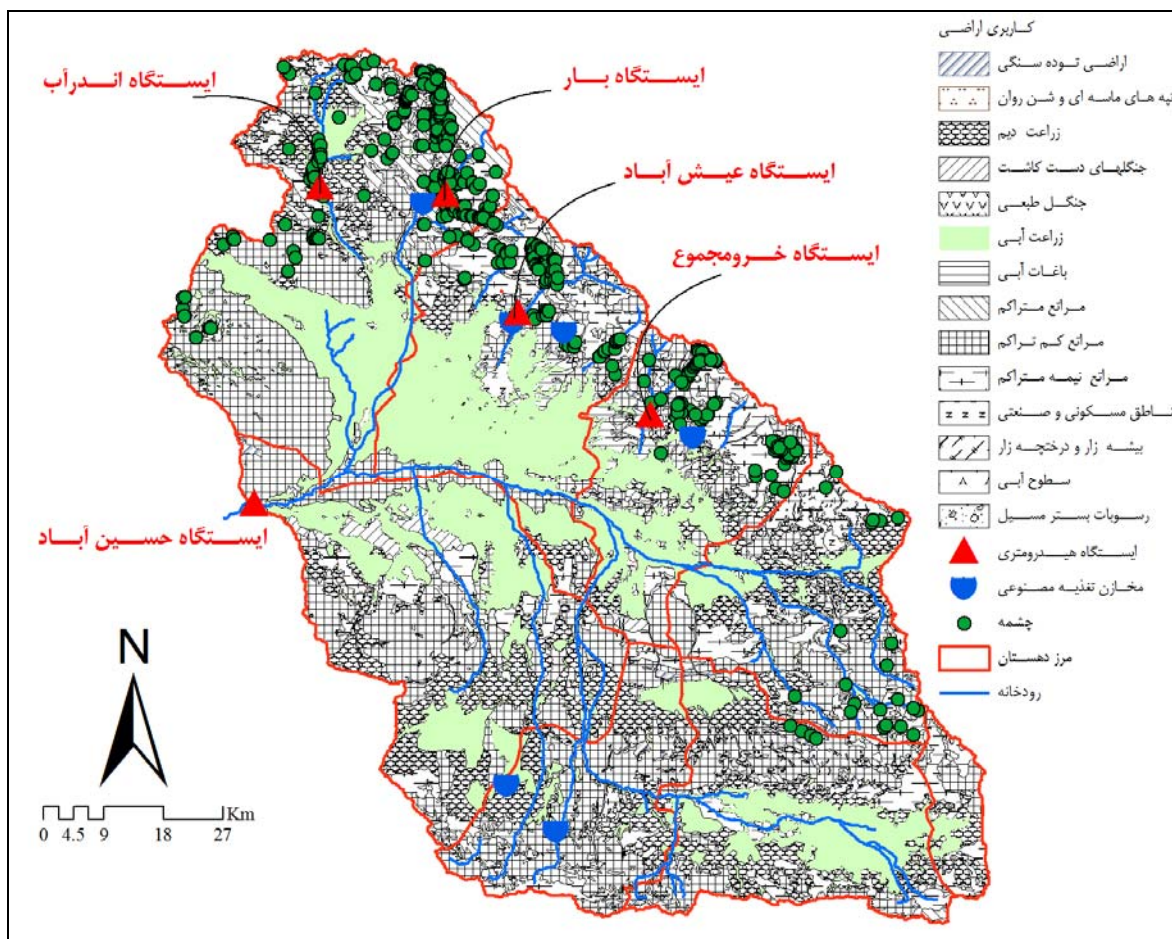 ایستگاه اندرآب
ایستگاه بار
ایستگاه عیش آباد
ایستگاه خرومجموع
ایستگاه حسین آباد
N
Km
0 4.5 9 18 27
کاربری اراضی
اراضی توده سنگی
په های ماسه ای و شن روان
زراعت دیم
جنگلهای دست کاشت
جنگل طبعی
زراعت آبی
باغات آبی
مراتع متراکم
مراتع کم تراکم
مراتع نیمه متراکم
ناطق مسکونی و صنعتی
بیشه زار و درختچه زار
سطوح آبی
رسوبات بستر مسیل
ایستگاه هیدرومتری
مخازن تغذیه مصنوعی
چشمه
مرز دهستان
رودخانه